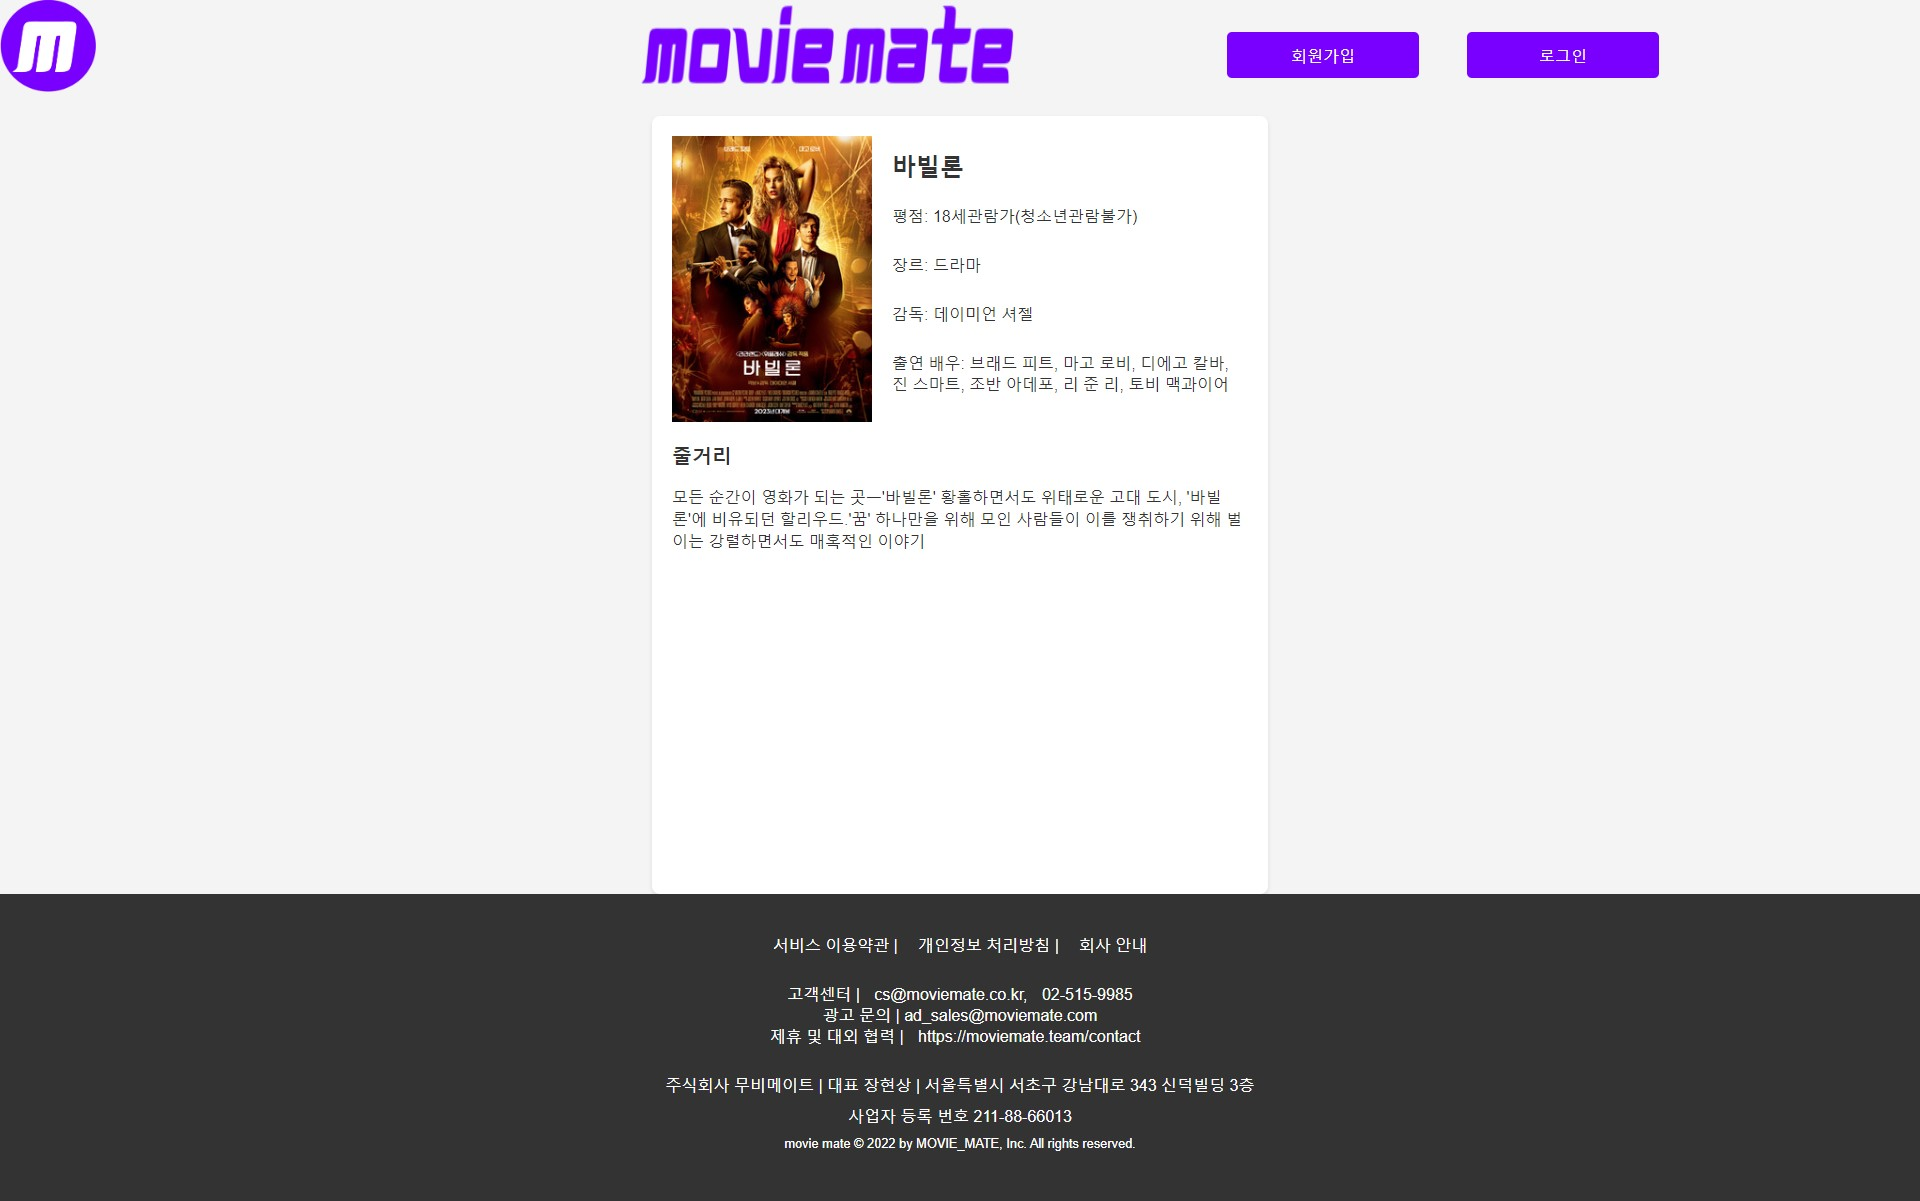 m
movie mate
회원가입
로그인
바빌론
2023년 대개봉
바빌론
평점: 18세관람가(청소년관람불가)
장르: 드라마
감독: 데이미언 셔젤
출연 배우: 브래드 피트, 마고 로비, 디에고 칼바,
진 스마트, 조반 아데포, 리 준 리, 토비 맥과이어
줄거리
모든 순간이 영화가 되는 곳—'바빌론' 황홀하면서도 위태로운 고대 도시, '바빌
론'에 비유되던 할리우드.'꿈' 하나만을 위해 모인 사람들이 이를 쟁취하기 위해 벌
이는 강렬하면서도 매혹적인 이야기
서비스 이용약관 | 개인정보 처리방침 | 회사 안내
고객센터 | cs@moviemate.co.kr, 02-515-9985
광고 문의 | ad_sales@moviemate.com
제휴 및 대외 협력 | https://moviemate.team/contact
주식회사 무비메이트 | 대표 장현상 | 서울특별시 서초구 강남대로 343 신덕빌딩 3층
사업자 등록 번호 211-88-66013
movie mate © 2022 by MOVIE_MATE, Inc. All rights reserved.